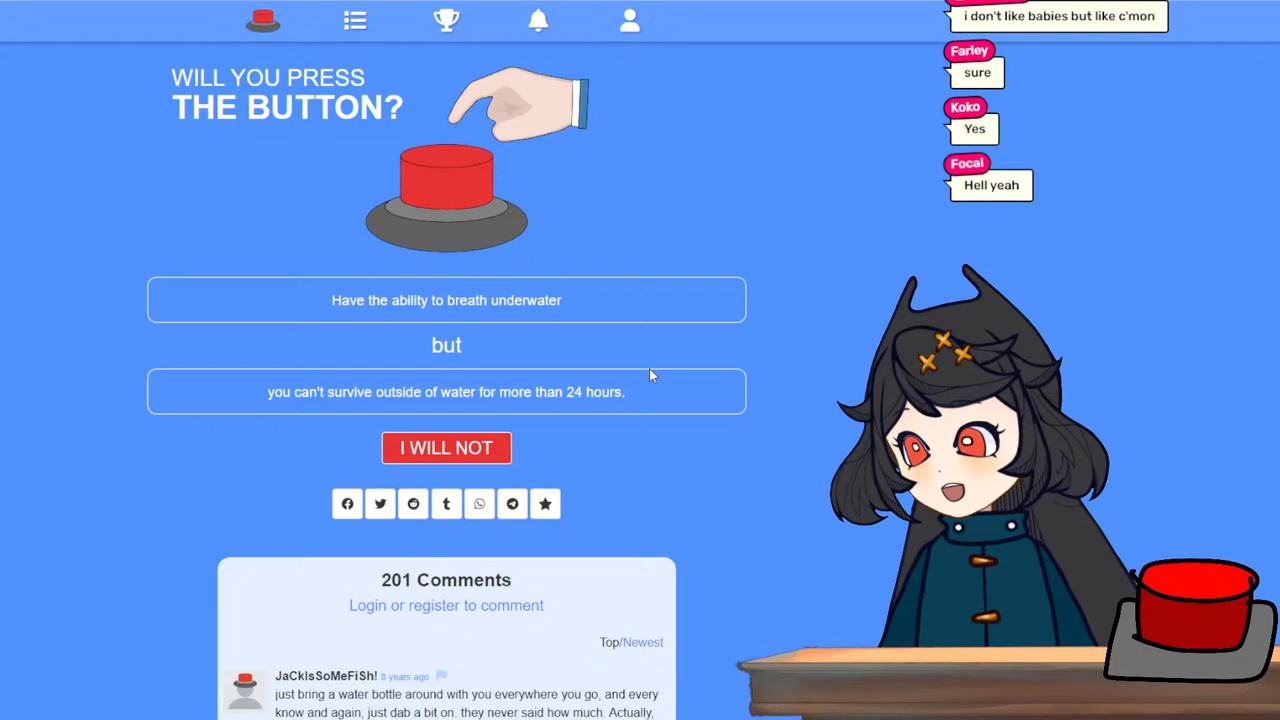 WILL YOU PRESS
THE BUTTON?
Have the ability to breath underwater
but
you can't survive outside of water for more than 24 hours.
I WILL NOT
201 Comments
Login or register to comment
Top/Newest
JaCkIsSoMeFiSh! 8 years ago
just bring a water bottle around with you everywhere you go, and every
know and again, just dab a bit on. they never said how much. Actually,
i don't like babies but like c'mon
Farley
sure
Koko
Yes
Focal
Hell yeah